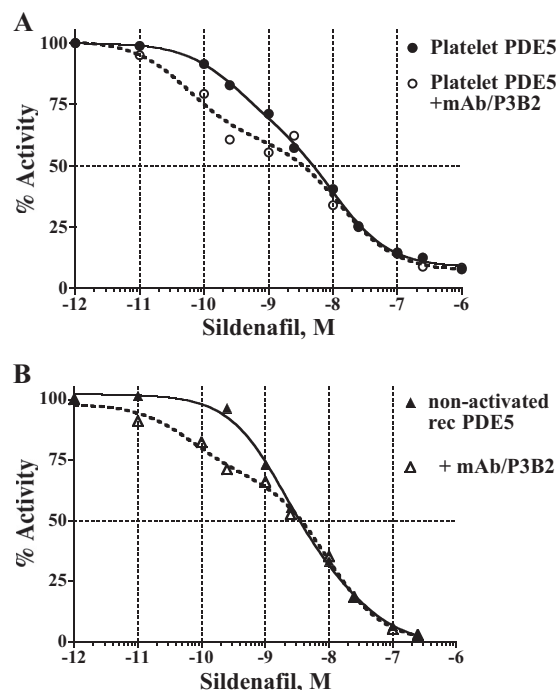 A
100
75
50
25
0
% Activity
-12 -11 -10 -9 -8 -7 -6
Sildenafil, M
Platelet PDE5
Platelet PDE5
+mAb/P3B2
B
100
75
50
25
0
% Activity
-12 -11 -10 -9 -8 -7 -6
Sildenafil, M
non-activated
rec PDE5
+ mAb/P3B2